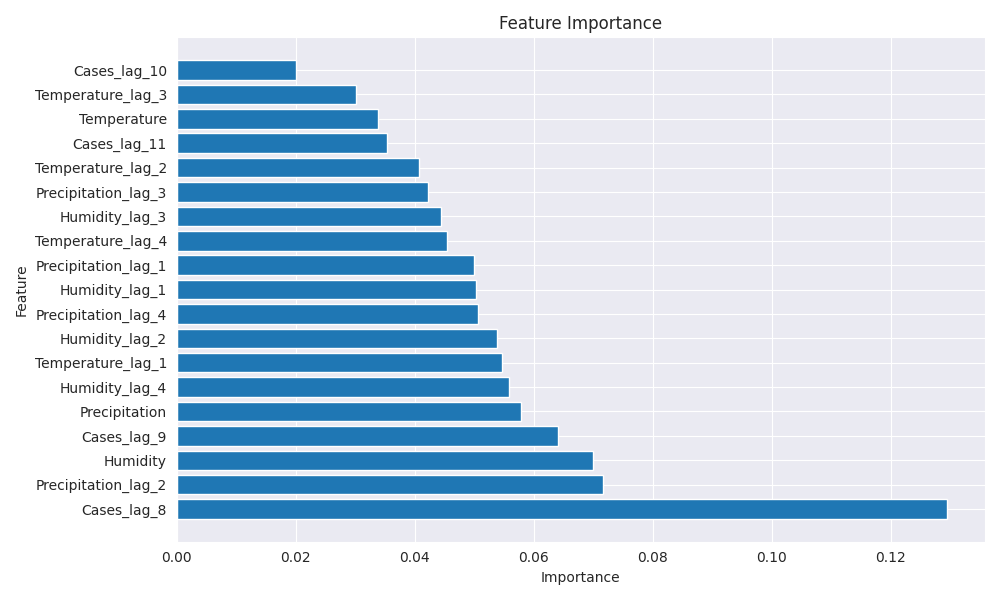 Feature Importance
Cases_lag_10
Temperature_lag_3
Temperature
Cases_lag_11
Temperature_lag_2
Precipitation_lag_3
Humidity_lag_3
Temperature_lag_4
Precipitation_lag_1
Humidity_lag_1
Precipitation_lag_4
Humidity_lag_2
Temperature_lag_1
Humidity_lag_4
Precipitation
Cases_lag_9
Humidity
Precipitation_lag_2
Cases_lag_8
Feature
0.00 0.02 0.04 0.06 0.08 0.10 0.12
Importance